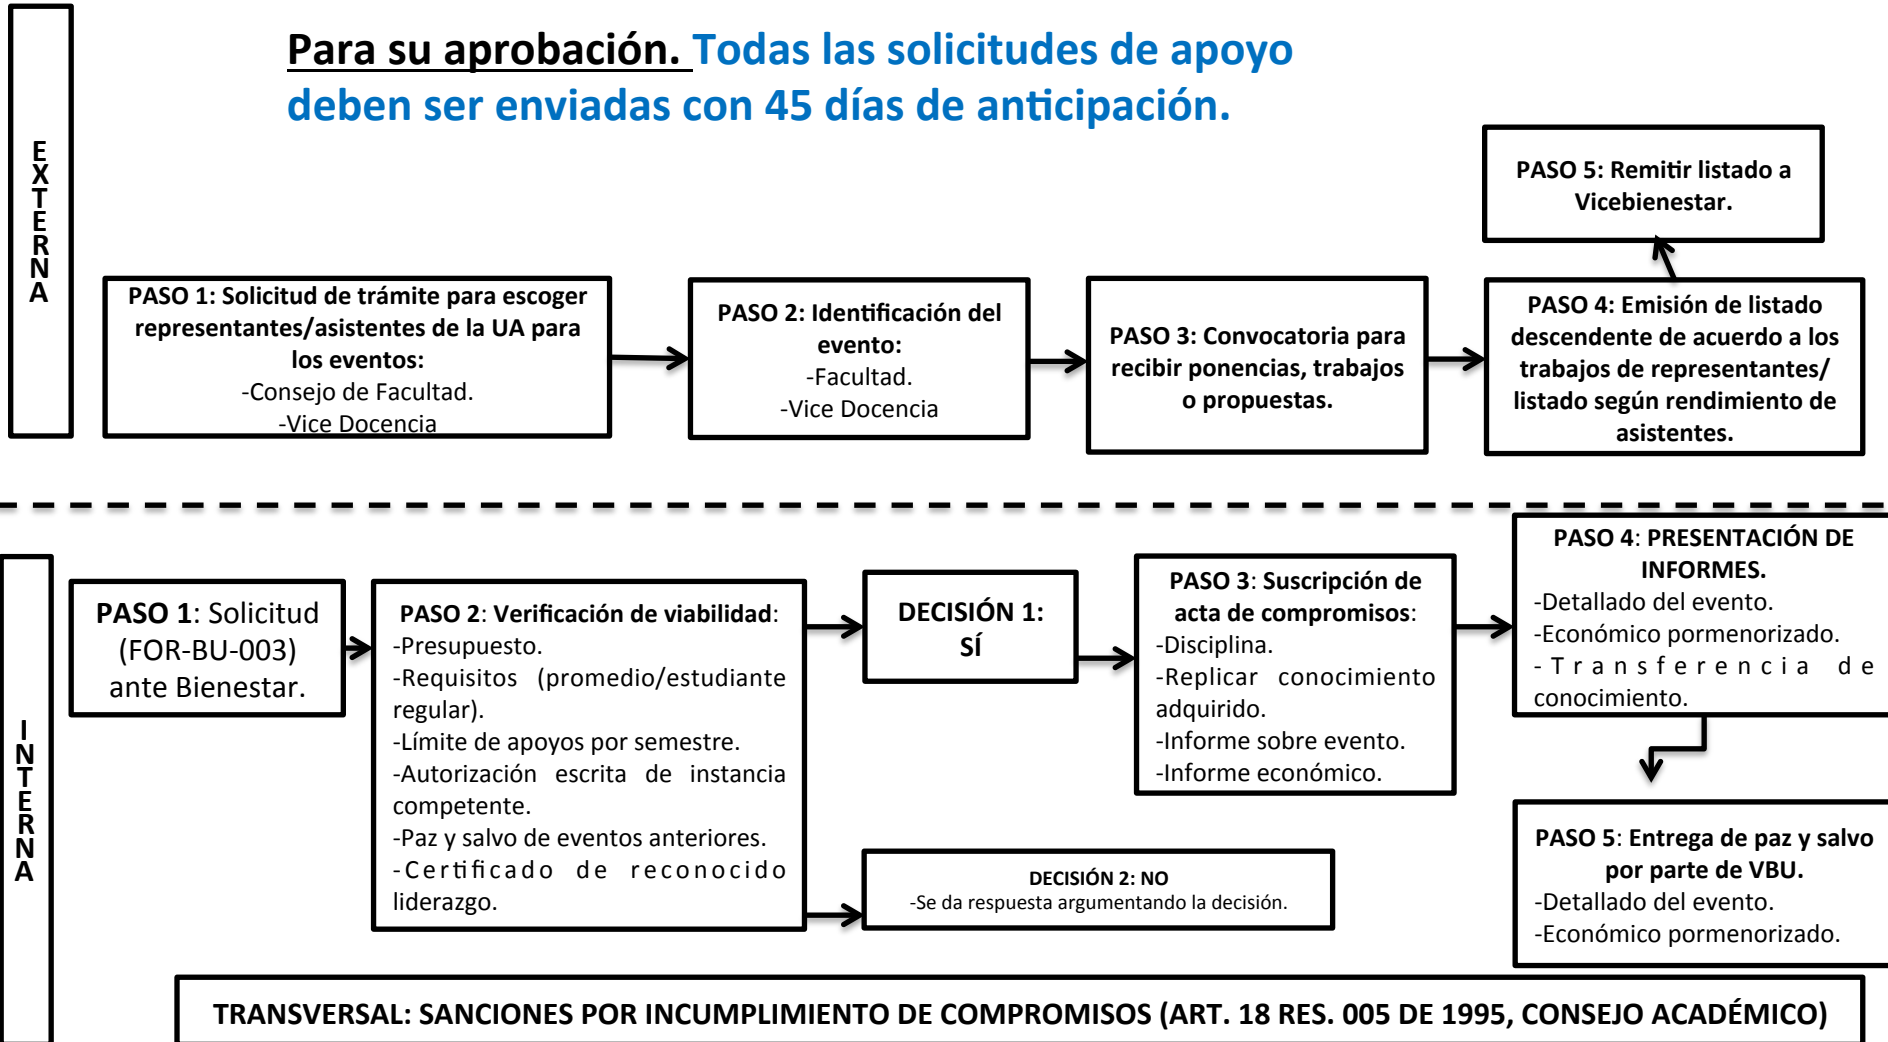 Para su aprobación. Todas las solicitudes de apoyo
deben ser enviadas con 45 días de anticipación.
EXTERNA
PASO 1: Solicitud de trámite para escoger
representantes/asistentes de la UA para
los eventos:
-Consejo de Facultad.
-Vice Docencia
PASO 2: Identificación del
evento:
-Facultad.
-Vice Docencia
PASO 3: Convocatoria para
recibir ponencias, trabajos
o propuestas.
PASO 4: Emisión de listado
descendente de acuerdo a los
trabajos de representantes/
listado según rendimiento de
asistentes.
PASO 5: Remitir listado a
Vicebienestar.
INTERNA
PASO 1: Solicitud
(FOR-BU-003)
ante Bienestar.
PASO 2: Verificación de viabilidad:
-Presupuesto.
-Requisitos (promedio/estudiante
regular).
-Límite de apoyos por semestre.
-Autorización escrita de instancia
competente.
-Paz y salvo de eventos anteriores.
-Certificado de reconocido
liderazgo.
DECISIÓN 1:
SÍ
DECISIÓN 2: NO
-Se da respuesta argumentando la decisión.
PASO 3: Suscripción de
acta de compromisos:
-Disciplina.
-Replicar conocimiento
adquirido.
-Informe sobre evento.
-Informe económico.
PASO 4: PRESENTACIÓN DE
INFORMES.
-Detallado del evento.
-Económico pormenorizado.
-Transferencia de
conocimiento.
PASO 5: Entrega de paz y salvo
por parte de VBU.
-Detallado del evento.
-Económico pormenorizado.
TRANSVERSAL: SANCIONES POR INCUMPLIMIENTO DE COMPROMISOS (ART. 18 RES. 005 DE 1995, CONSEJO ACADÉMICO)